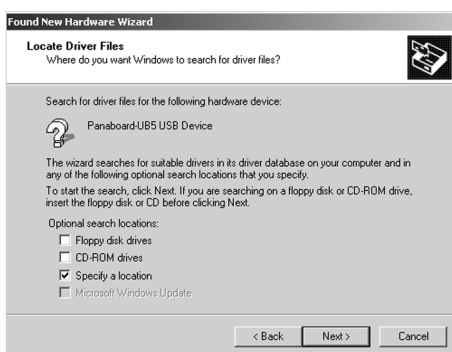 Found New Hardware Wizard
Locate Driver Files
Where do you want Windows to search for driver files?
Search for driver files for the following hardware device:
Panaboard-UB5 USB Device
The wizard searches for suitable drivers in its driver database on your computer and in
any of the following optional search locations that you specify.
To start the search, click Next. If you are searching on a floppy disk or CD-ROM drive,
insert the floppy disk or CD before clicking Next.
Optional search locations:
Floppy disk drives
CD-ROM drives
Specify a location
Microsoft Windows Update
< Back Next > Cancel